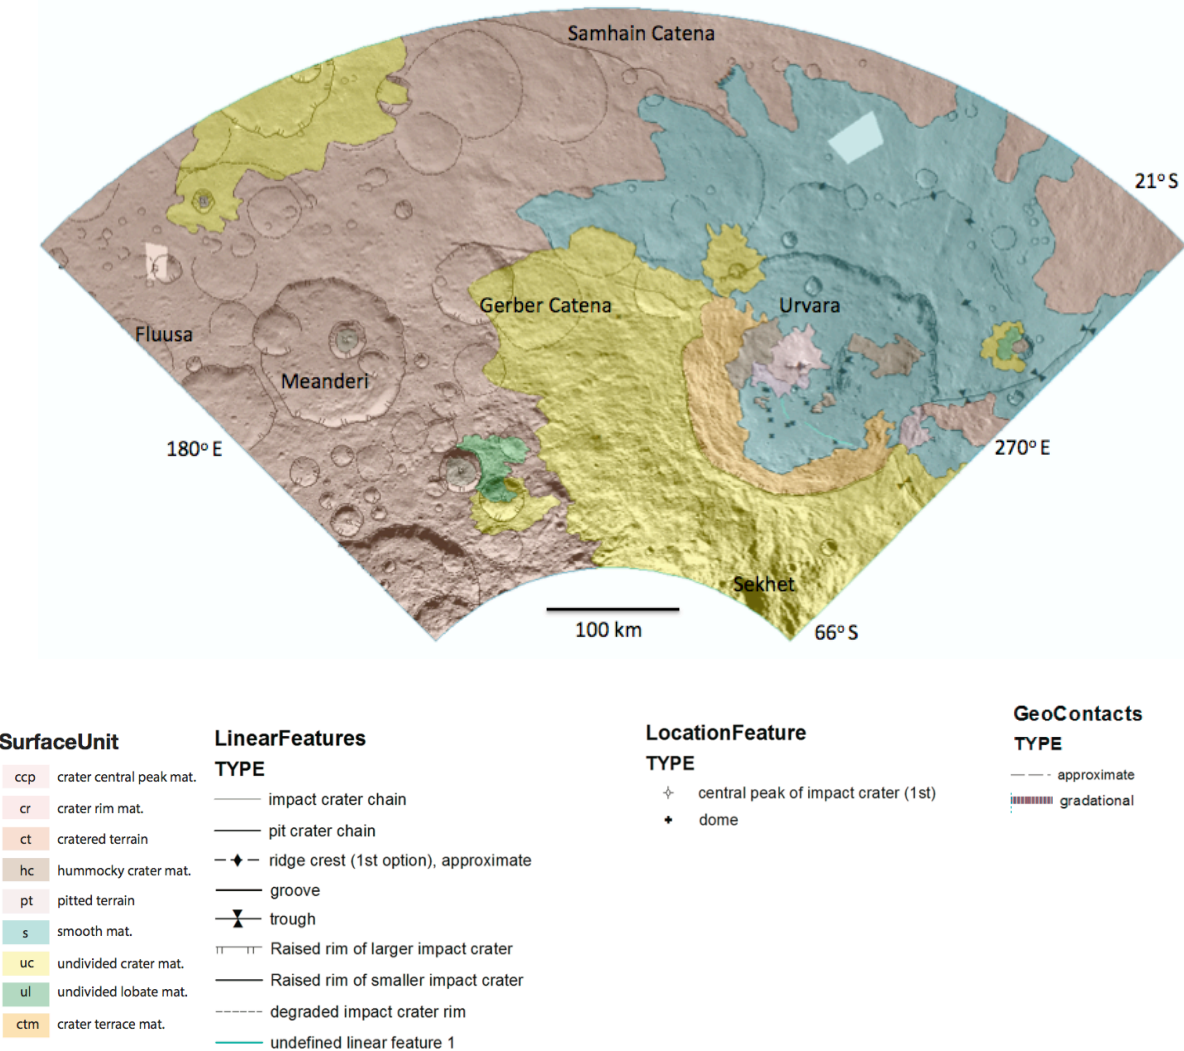 Samhain Catena
21º S
Gerber Catena
Urvara
Fluusa
Meanderi
180º E
270º E
Sekhet
100 km
66º S
SurfaceUnit
ccp crater central peak mat.
cr crater rim mat.
ct cratered terrain
hc hummocky crater mat.
pt pitted terrain
s smooth mat.
uc undivided crater mat.
ul undivided lobate mat.
ctm crater terrace mat.
LinearFeatures
TYPE
impact crater chain
pit crater chain
ridge crest (1st option), approximate
groove
trough
Raised rim of larger impact crater
Raised rim of smaller impact crater
degraded impact crater rim
undefined linear feature 1
LocationFeature
TYPE
central peak of impact crater (1st)
dome
GeoContacts
TYPE
approximate
gradational